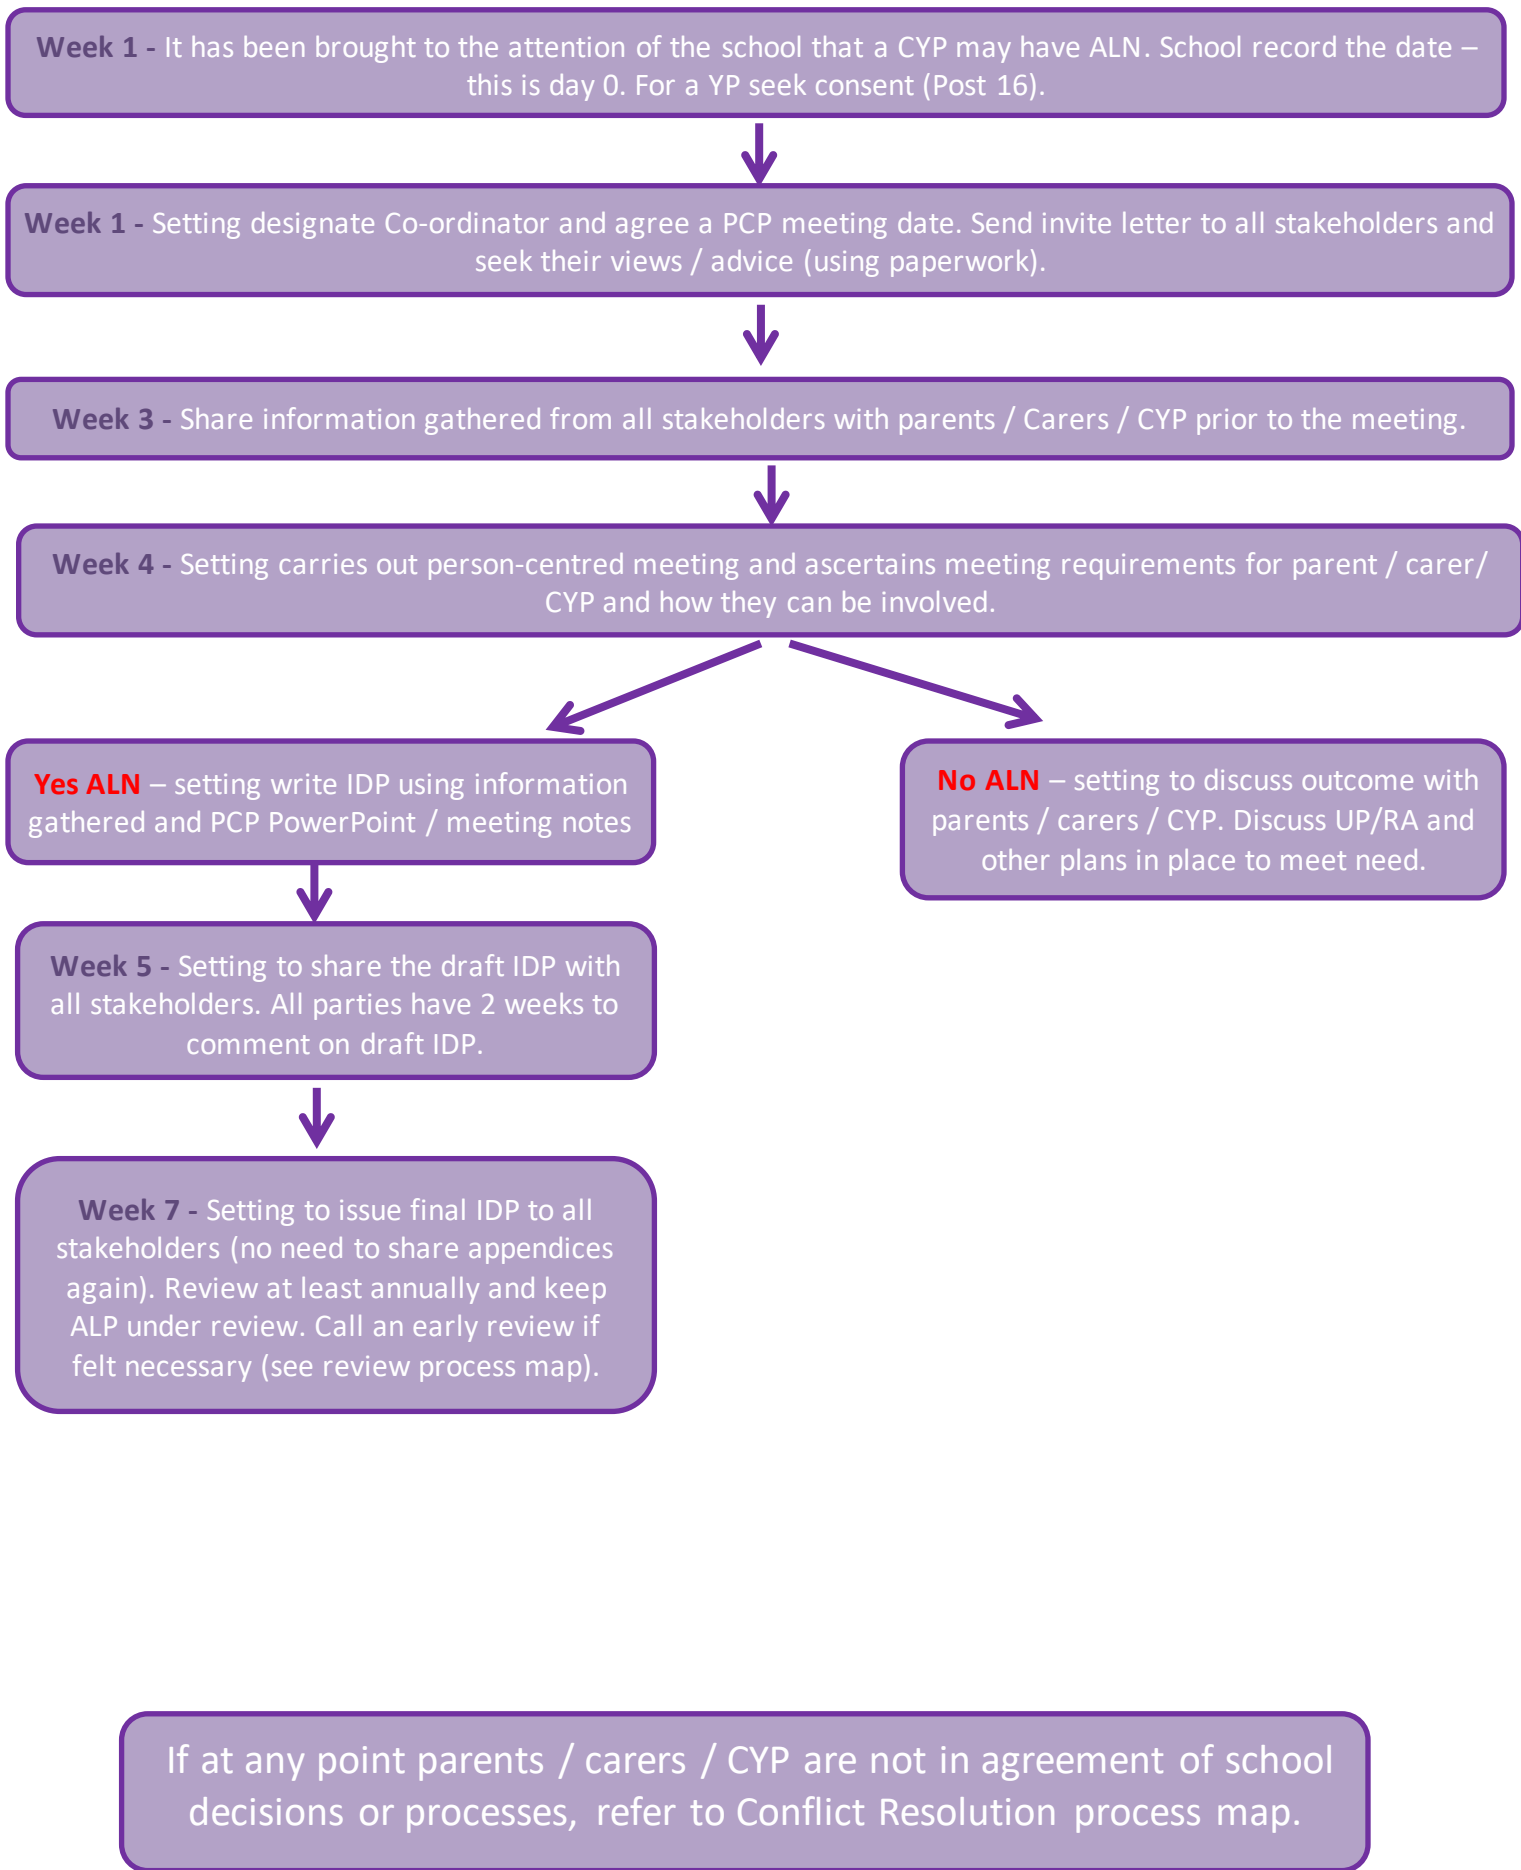 Week 1 - It has been brought to the attention of the school that a CYP may have ALN. School record the date –
this is day 0. For a YP seek consent (Post 16).
Week 1 - Setting designate Co-ordinator and agree a PCP meeting date. Send invite letter to all stakeholders and
seek their views / advice (using paperwork).
Week 3 - Share information gathered from all stakeholders with parents / Carers / CYP prior to the meeting.
Week 4 - Setting carries out person-centred meeting and ascertains meeting requirements for parent / carer/
CYP and how they can be involved.
Yes ALN – setting write IDP using information
gathered and PCP PowerPoint / meeting notes
No ALN – setting to discuss outcome with
parents / carers / CYP. Discuss UP/RA and
other plans in place to meet need.
Week 5 - Setting to share the draft IDP with
all stakeholders. All parties have 2 weeks to
comment on draft IDP.
Week 7 - Setting to issue final IDP to all
stakeholders (no need to share appendices
again). Review at least annually and keep
ALP under review. Call an early review if
felt necessary (see review process map).
If at any point parents / carers / CYP are not in agreement of school
decisions or processes, refer to Conflict Resolution process map.